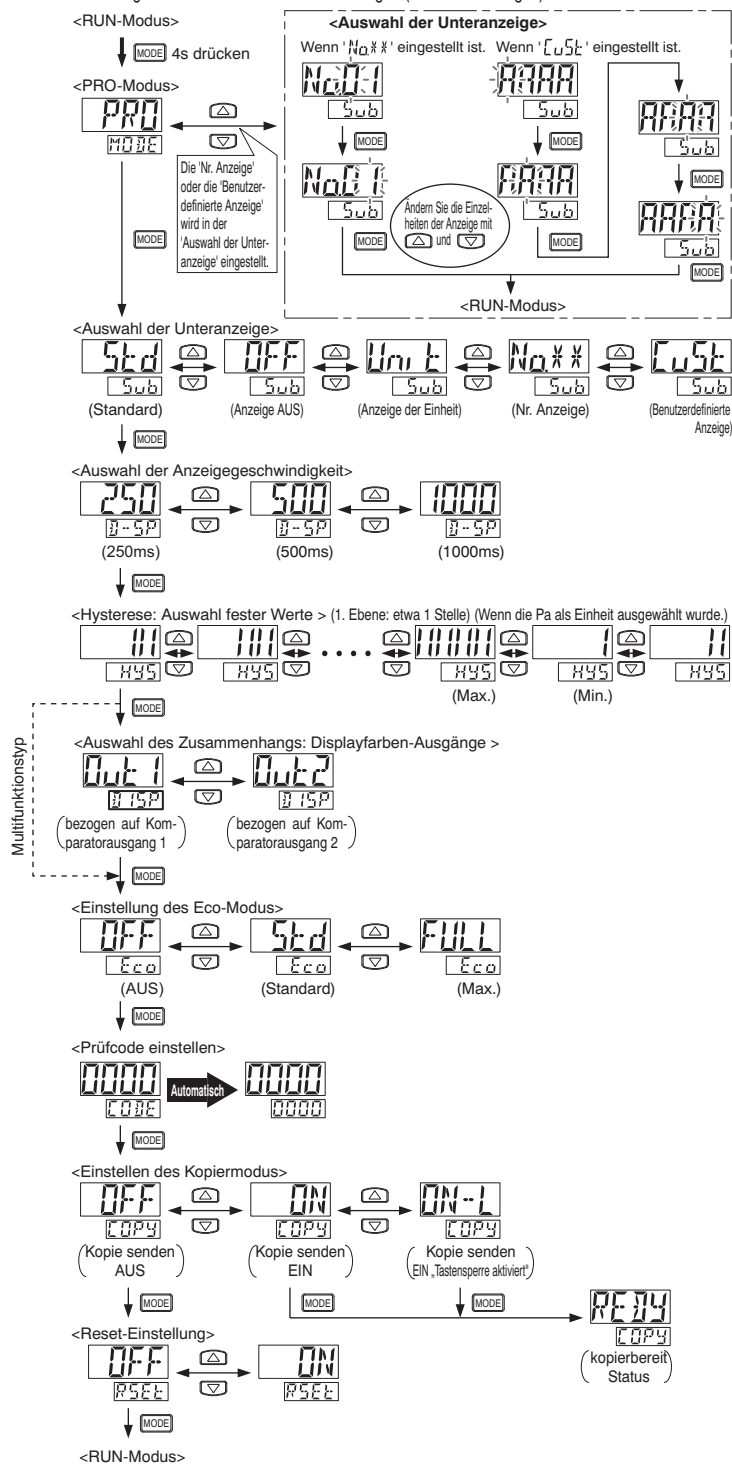 <RUN-Modus>
MODE 4s drücken
<PRO-Modus>
PRO
MODE
Die 'Nr. Anzeige'
oder die 'Benutzer-
definierte Anzeige'
wird in der
'Auswahl der Unter-
anzeige' eingestellt.
MODE
<Auswahl der Unteranzeige>
Wenn 'No.**' eingestellt ist. Wenn 'CuSt' eingestellt ist.
No.01
Sub
MODE
No.01
Sub
MODE
AAAA
Sub
MODE
AAAA
Sub
MODE
AAAA
Sub
MODE
AAAA
Sub
MODE
Ändern Sie die Einzel-
heiten der Anzeige mit
und
<RUN-Modus>
<Auswahl der Unteranzeige>
Std OFF Unit No.** CuSt
Sub Sub Sub Sub Sub
(Standard) (Anzeige AUS) (Anzeige der Einheit) (Nr. Anzeige) (Benutzerdefinierte
Anzeige)
MODE
<Auswahl der Anzeigegeschwindigkeit>
250 500 1000
D-SP D-SP D-SP
(250ms) (500ms) (1000ms)
MODE
<Hysterese: Auswahl fester Werte > (1. Ebene: etwa 1 Stelle) (Wenn die Pa als Einheit ausgewählt wurde.)
HYS HYS HYS HYS HYS
(Max.) (Min.)
MODE
Multifunktionstyp
<Auswahl des Zusammenhangs: Displayfarben-Ausgänge >
Out1 Out2
DISP DISP
(bezogen auf Kom-
paratorausgang 1) (bezogen auf Kom-
paratorausgang 2)
MODE
<Einstellung des Eco-Modus>
OFF Std FULL
Eco Eco Eco
(AUS) (Standard) (Max.)
MODE
<Prüfcode einstellen>
0000 Automatisch 0000
CODE 0000
MODE
<Einstellen des Kopiermodus>
OFF ON ON-L
COPY COPY COPY
(Kopie senden
AUS) (Kopie senden
EIN) (Kopie senden
EIN „Tastensperre aktiviert“)
MODE MODE MODE
REDY
COPY
(kopierbereit
Status)
<Reset-Einstellung>
OFF ON
RSEt RSEt
MODE
<RUN-Modus>